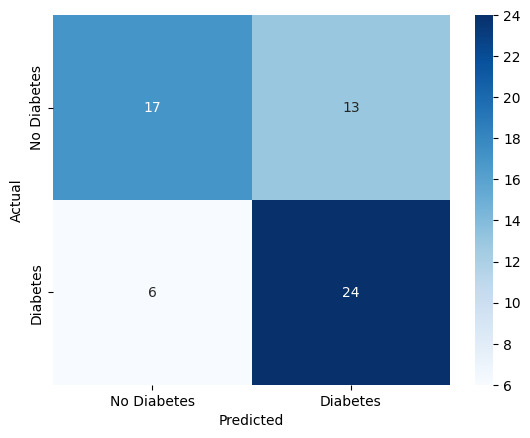 No Diabetes
Diabetes
Actual
17 13
6 24
No Diabetes Diabetes
Predicted
24
22
20
18
16
14
12
10
8
6